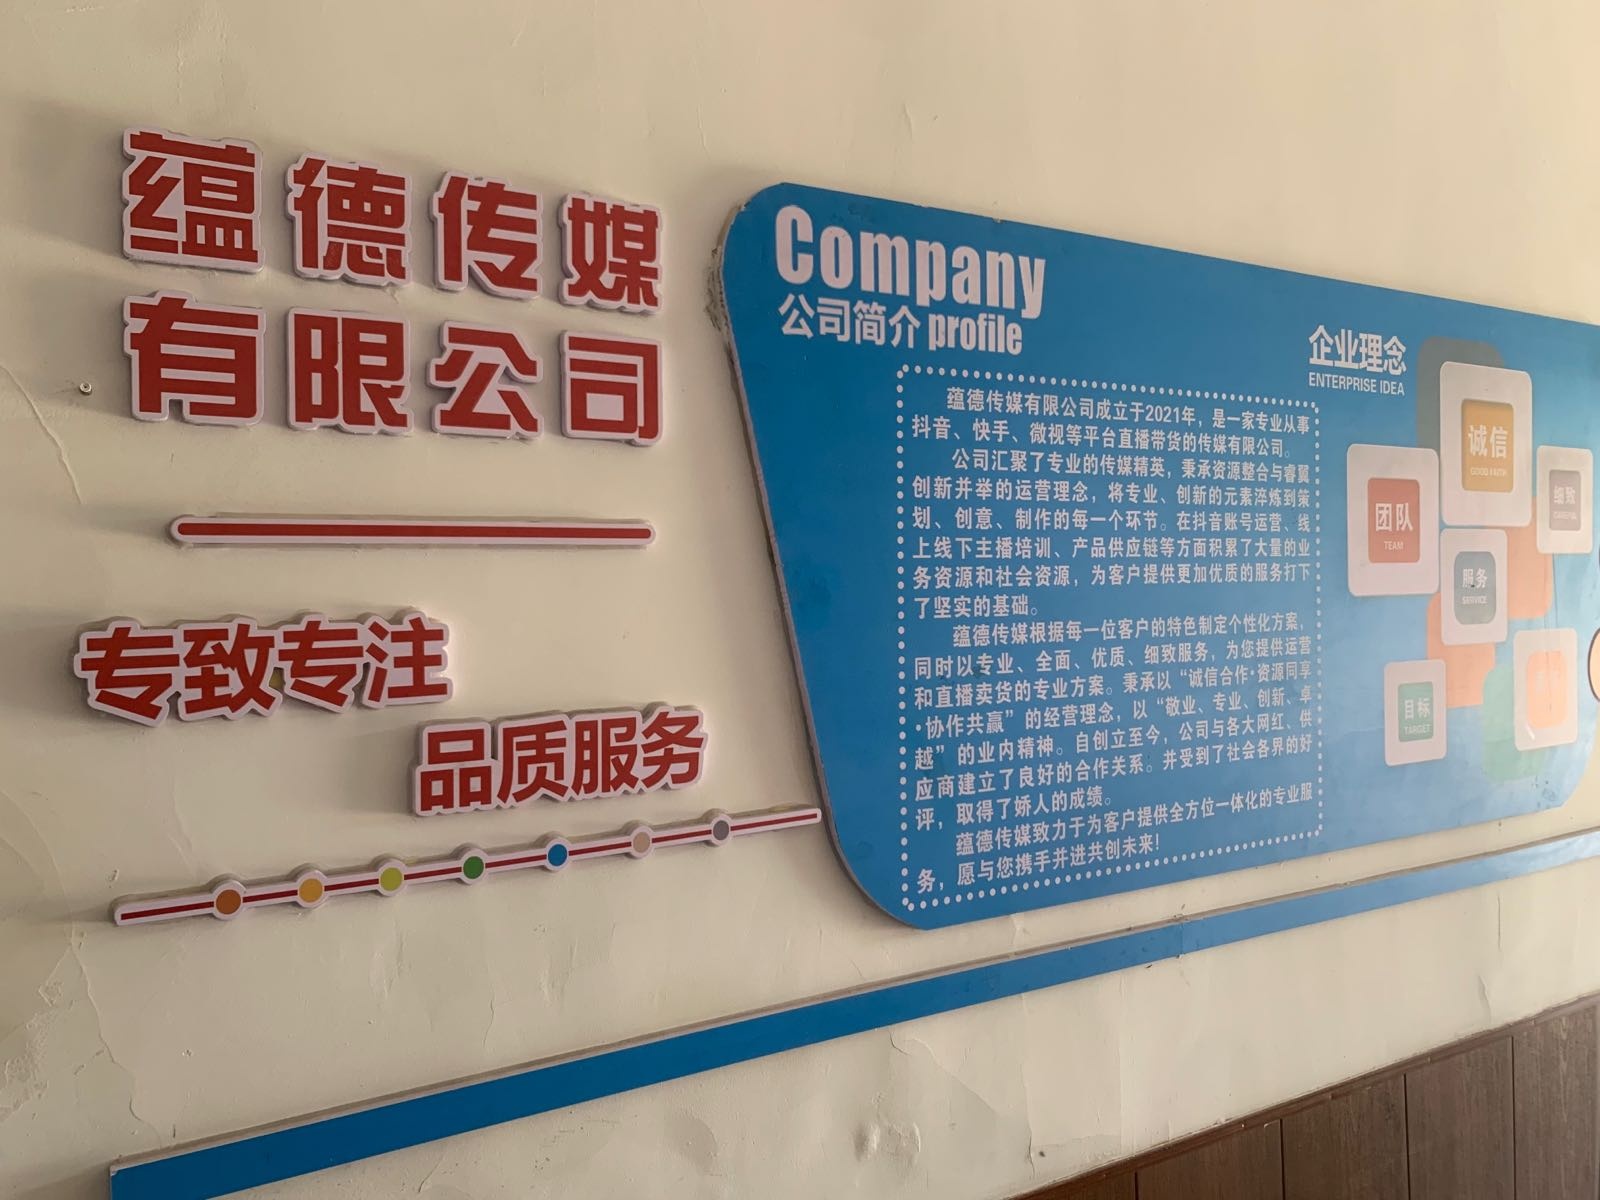 蕴德传媒
有限公司
专致专注
品质服务
Company
公司简介 profile
蕴德传媒有限公司成立于2021年，是一家专业从事
抖音、快手、微视等平台直播带货的传媒有限公司。
公司汇聚了专业的传媒精英，秉承资源整合与睿翼
创新并举的运营理念，将专业、创新的元素淬炼到策
划、创意、制作的每一个环节。在抖音账号运营、线
上线下主播培训、产品供应链等方面积累了大量的业
务资源和社会资源，为客户提供更加优质的服务打下
了坚实的基础。
蕴德传媒根据每一位客户的特色制定个性化方案，
同时以专业、全面、优质、细致服务，为您提供运营
和直播卖货的专业方案。秉承以“诚信合作·资源同享
·协作共赢”的经营理念，以“敬业、专业、创新、卓
越”的业内精神。自创立至今，公司与各大网红、供
应商建立了良好的合作关系。并受到了社会各界的好
评，取得了娇人的成绩。
蕴德传媒致力于为客户提供全方位一体化的专业服
务，愿与您携手并进共创未来！
企业理念
ENTERPRISE IDEA
诚信
GOOD FAITH
团队
TEAM
细致
CAREFUL
服务
SERVICE
目标
TARGET